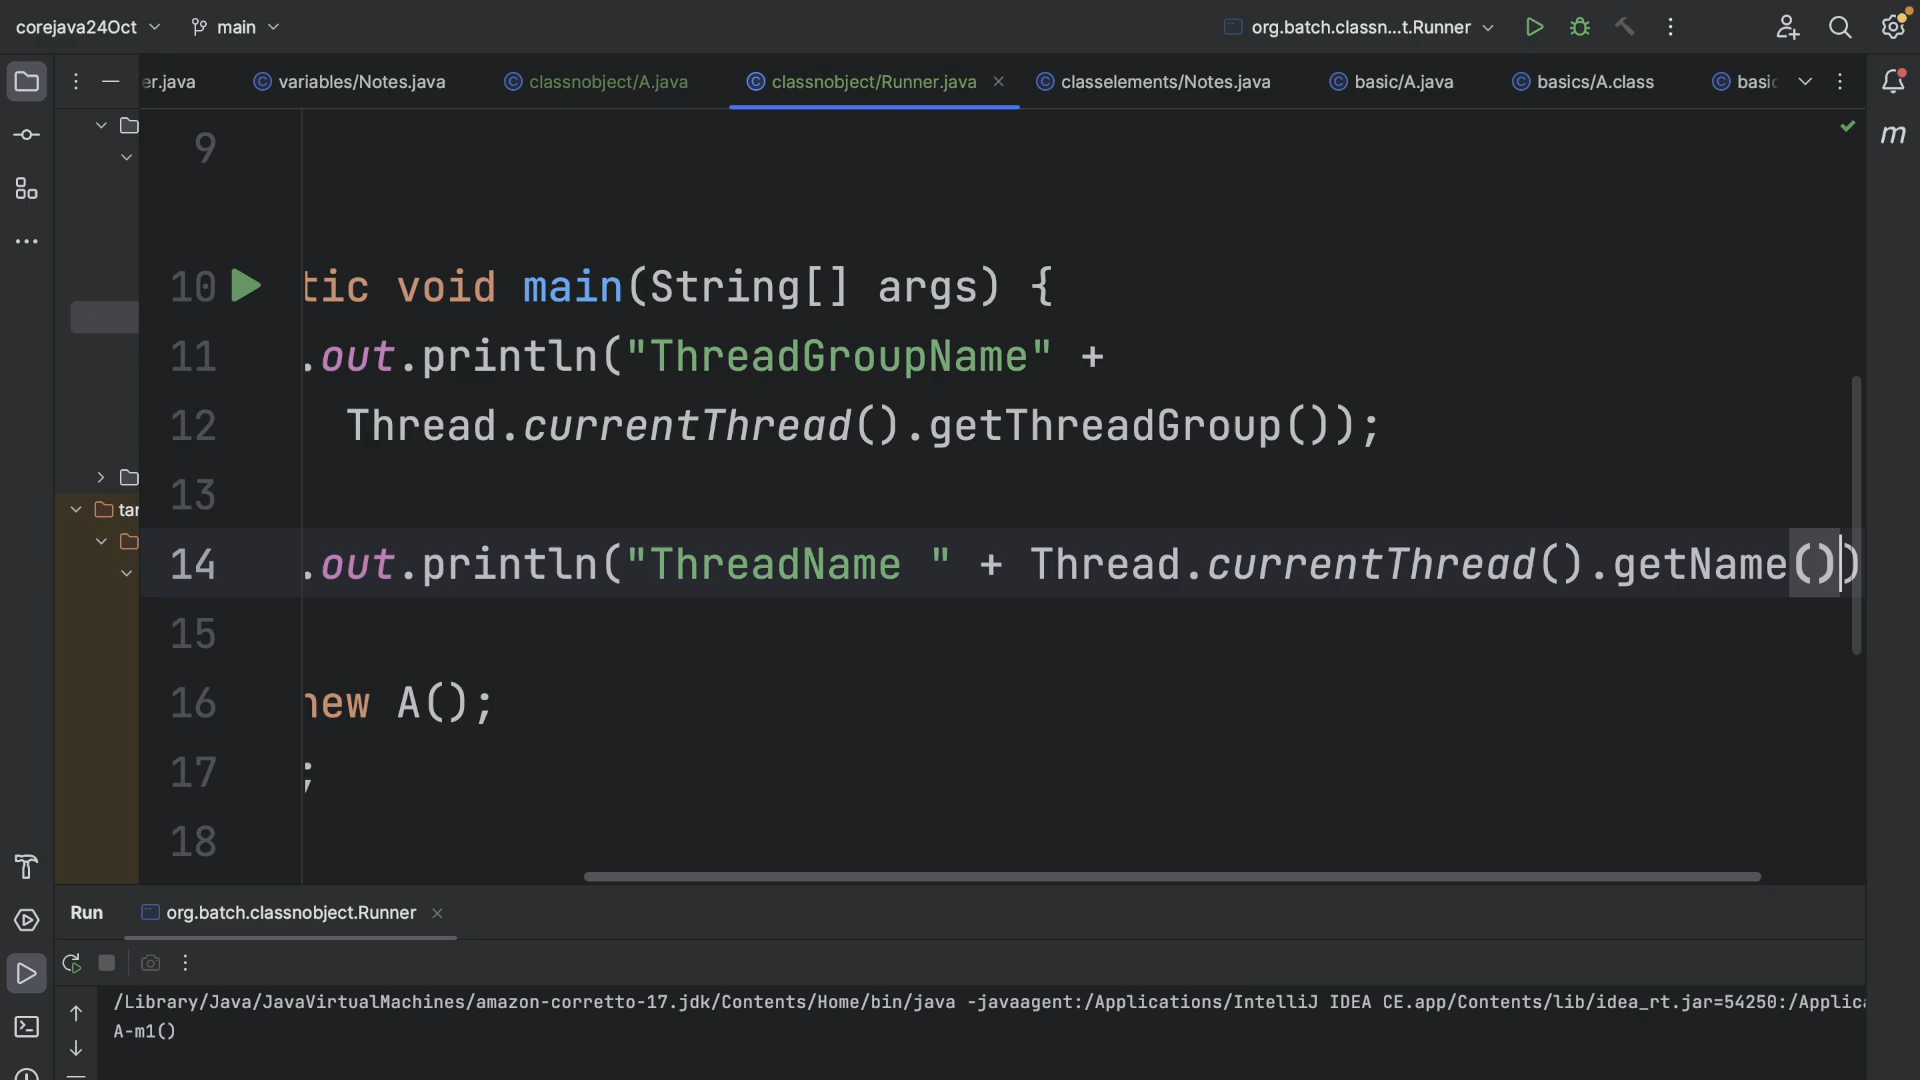 corejava24Oct main org.batch.classn...t.Runner
er.java variables/Notes.java classnobject/A.java classnobject/Runner.java classelements/Notes.java basic/A.java basics/A.class basic
9
10 tic void main(String[] args) {
11 .out.println("ThreadGroupName" +
12 Thread.currentThread().getThreadGroup());
13
14 .out.println("ThreadName " + Thread.currentThread().getName())
15
16 new A();
17 ;
18
tar
Run org.batch.classnobject.Runner
/Library/Java/JavaVirtualMachines/amazon-corretto-17.jdk/Contents/Home/bin/java -javaagent:/Applications/IntelliJ IDEA CE.app/Contents/lib/idea_rt.jar=54250:/Applica
A-m1()